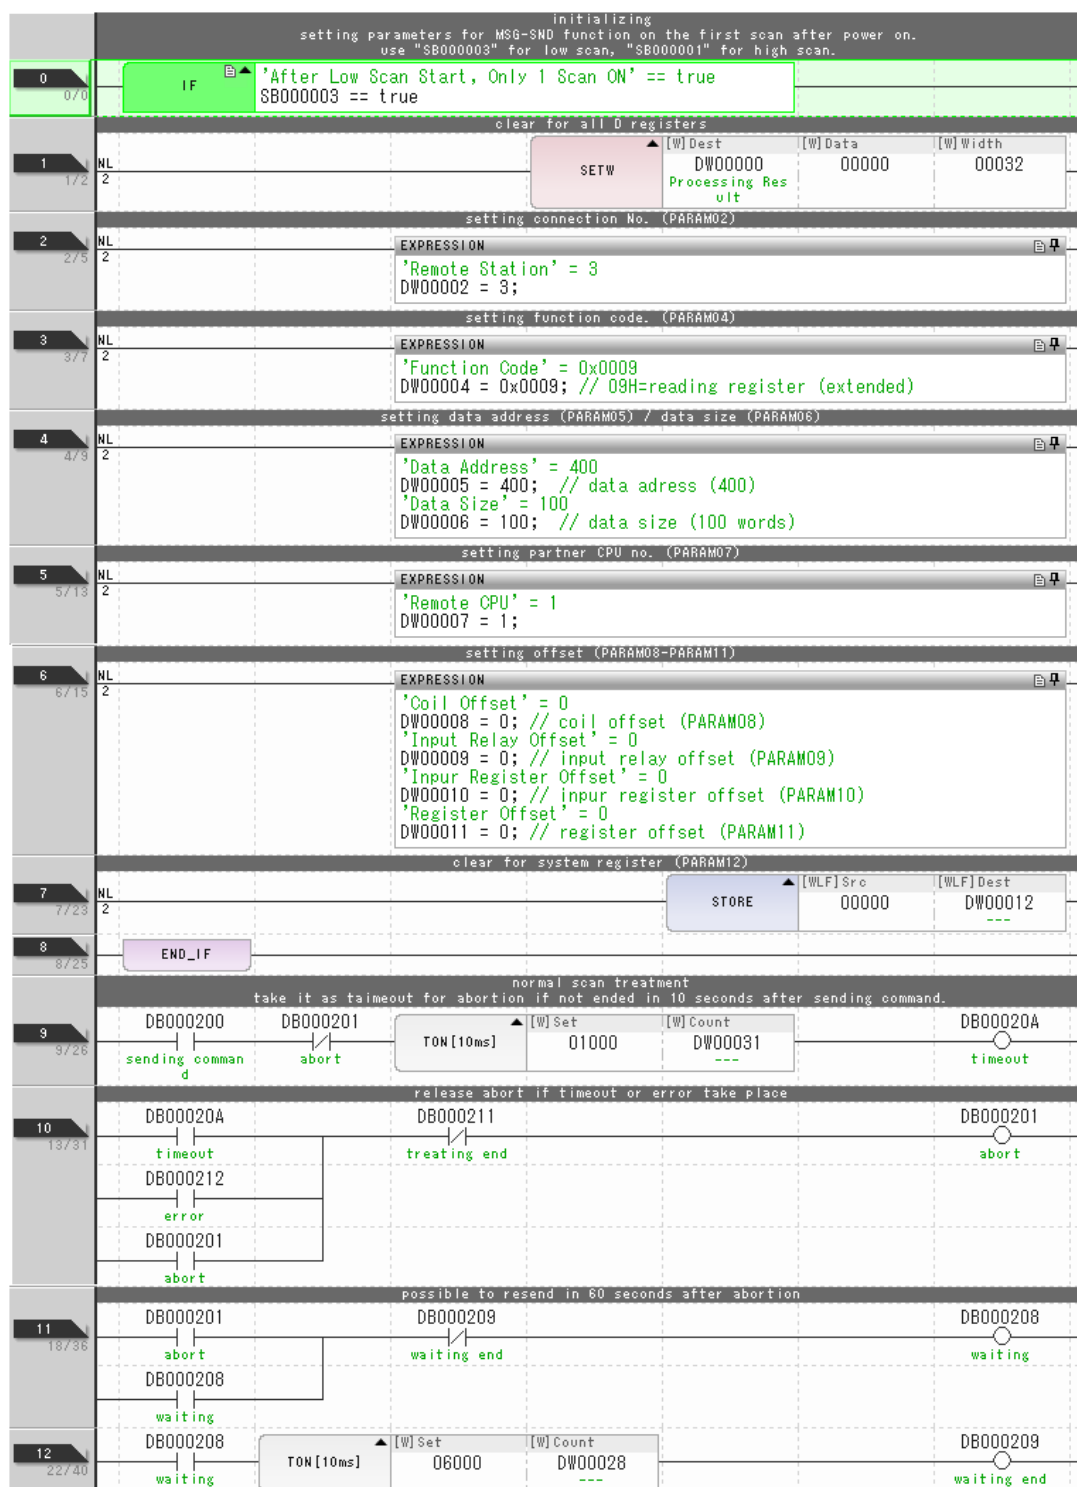 initializing
setting parameters for MSG-SND function on the first scan after power on.
use "SB000003" for low scan, "SB000001" for high scan.
0
0/0
IF
'After Low Scan Start, Only 1 Scan ON' == true
SB000003 == true
clear for all D registers
1
1/2
NL
2
SETW
[W]Dest
[W]Data
[W]Width
DW00000
00000
00032
Processing Res
ult
setting connection No. (PARAM02)
2
2/5
NL
2
EXPRESSION
'Remote Station' = 3
DW00002 = 3;
setting function code. (PARAM04)
3
3/7
NL
2
EXPRESSION
'Function Code' = 0x0009
DW00004 = 0x0009; // 09H=reading register (extended)
setting data address (PARAM05) / data size (PARAM06)
4
4/9
NL
2
EXPRESSION
'Data Address' = 400
DW00005 = 400;  // data adress (400)
'Data Size' = 100
DW00006 = 100;  // data size (100 words)
setting partner CPU no. (PARAM07)
5
5/13
NL
2
EXPRESSION
'Remote CPU' = 1
DW00007 = 1;
setting offset (PARAM08-PARAM11)
6
6/15
NL
2
EXPRESSION
'Coil Offset' = 0
DW00008 = 0; // coil offset (PARAM08)
'Input Relay Offset' = 0
DW00009 = 0; // input relay offset (PARAM09)
'Inpur Register Offset' = 0
DW00010 = 0; // inpur register offset (PARAM10)
'Register Offset' = 0
DW00011 = 0; // register offset (PARAM11)
clear for system register (PARAM12)
7
7/23
NL
2
STORE
[WLF]Src
[WLF]Dest
00000
DW00012
---
8
8/25
END_IF
normal scan treatment
take it as taimeout for abortion if not ended in 10 seconds after sending command.
9
9/26
DB000200
DB000201
TON[10ms]
[W]Set
[W]Count
01000
DW00031
---
DB00020A
sending comman
d
abort
timeout
release abort if timeout or error take place
10
13/31
DB00020A
DB000211
DB000201
timeout
treating end
abort
DB000212
error
DB000201
abort
possible to resend in 60 seconds after abortion
11
18/36
DB000201
DB000209
DB000208
abort
waiting end
waiting
DB000208
waiting
12
22/40
DB000208
TON[10ms]
[W]Set
[W]Count
06000
DW00028
---
DB000209
waiting
waiting end